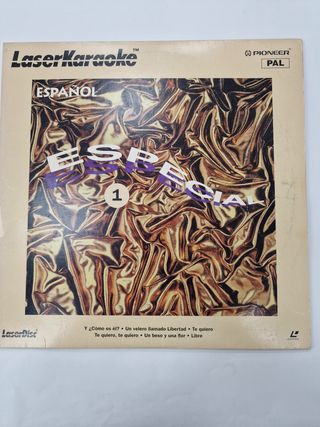 LaserKaraoke™
PIONEER
PAL
ESPAÑOL
ESPECIAL
1
Y ¿Cómo es él? • Un velero llamado Libertad • Te quiero
Te quiero, te quiero • Un beso y una flor • Libre
LaserDisc